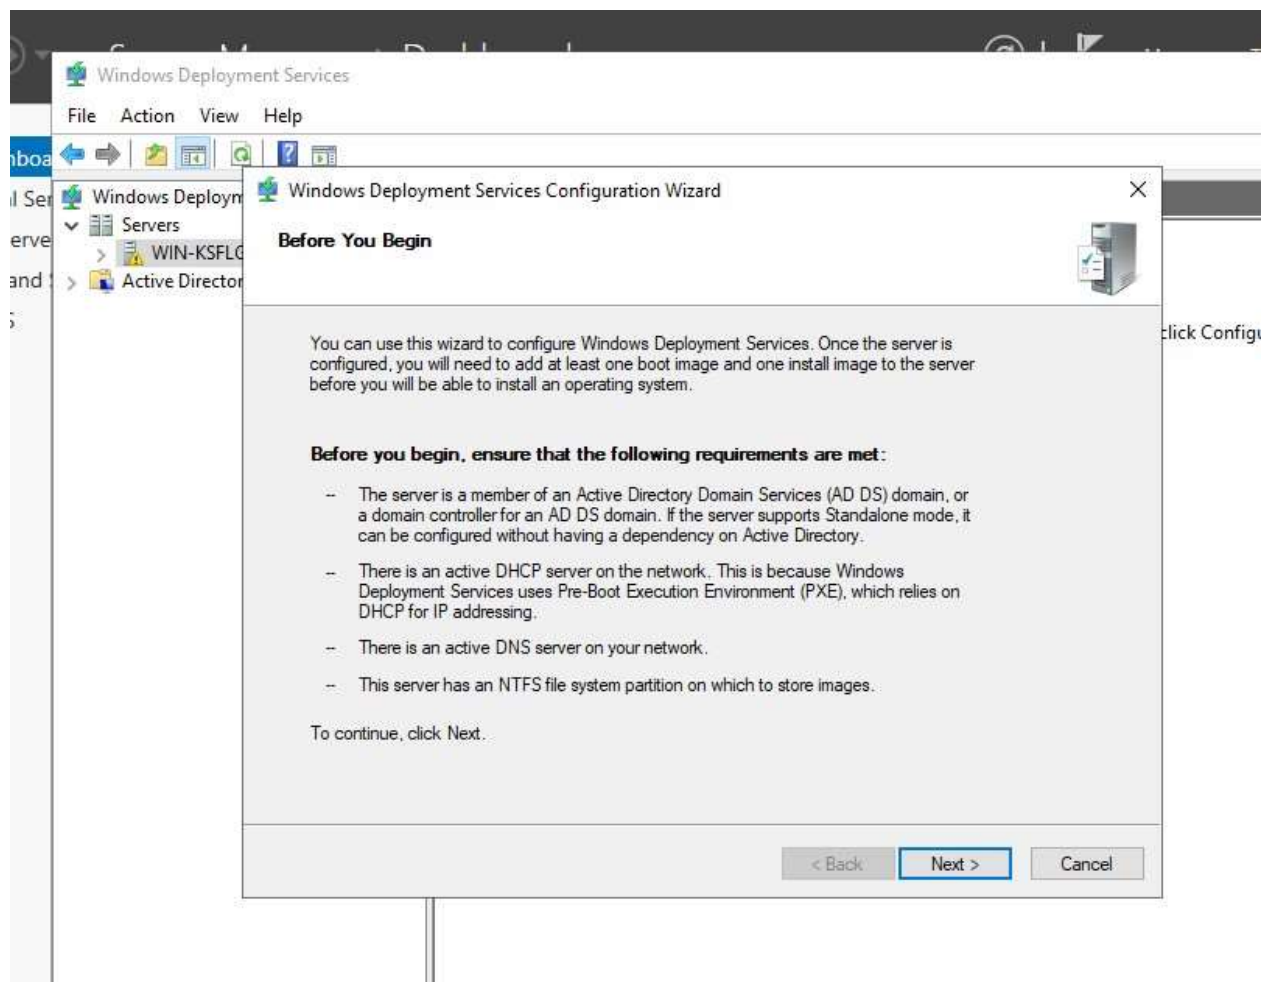 Windows Deployment Services
File Action View Help
Windows Deploym
Servers
WIN-KSFLG
Active Director
Windows Deployment Services Configuration Wizard
Before You Begin
You can use this wizard to configure Windows Deployment Services. Once the server is
configured, you will need to add at least one boot image and one install image to the server
before you will be able to install an operating system.
Before you begin, ensure that the following requirements are met:
-- The server is a member of an Active Directory Domain Services (AD DS) domain, or
a domain controller for an AD DS domain. If the server supports Standalone mode, it
can be configured without having a dependency on Active Directory.
-- There is an active DHCP server on the network. This is because Windows
Deployment Services uses Pre-Boot Execution Environment (PXE), which relies on
DHCP for IP addressing.
-- There is an active DNS server on your network.
-- This server has an NTFS file system partition on which to store images.
To continue, click Next.
< Back Next > Cancel
click Configu